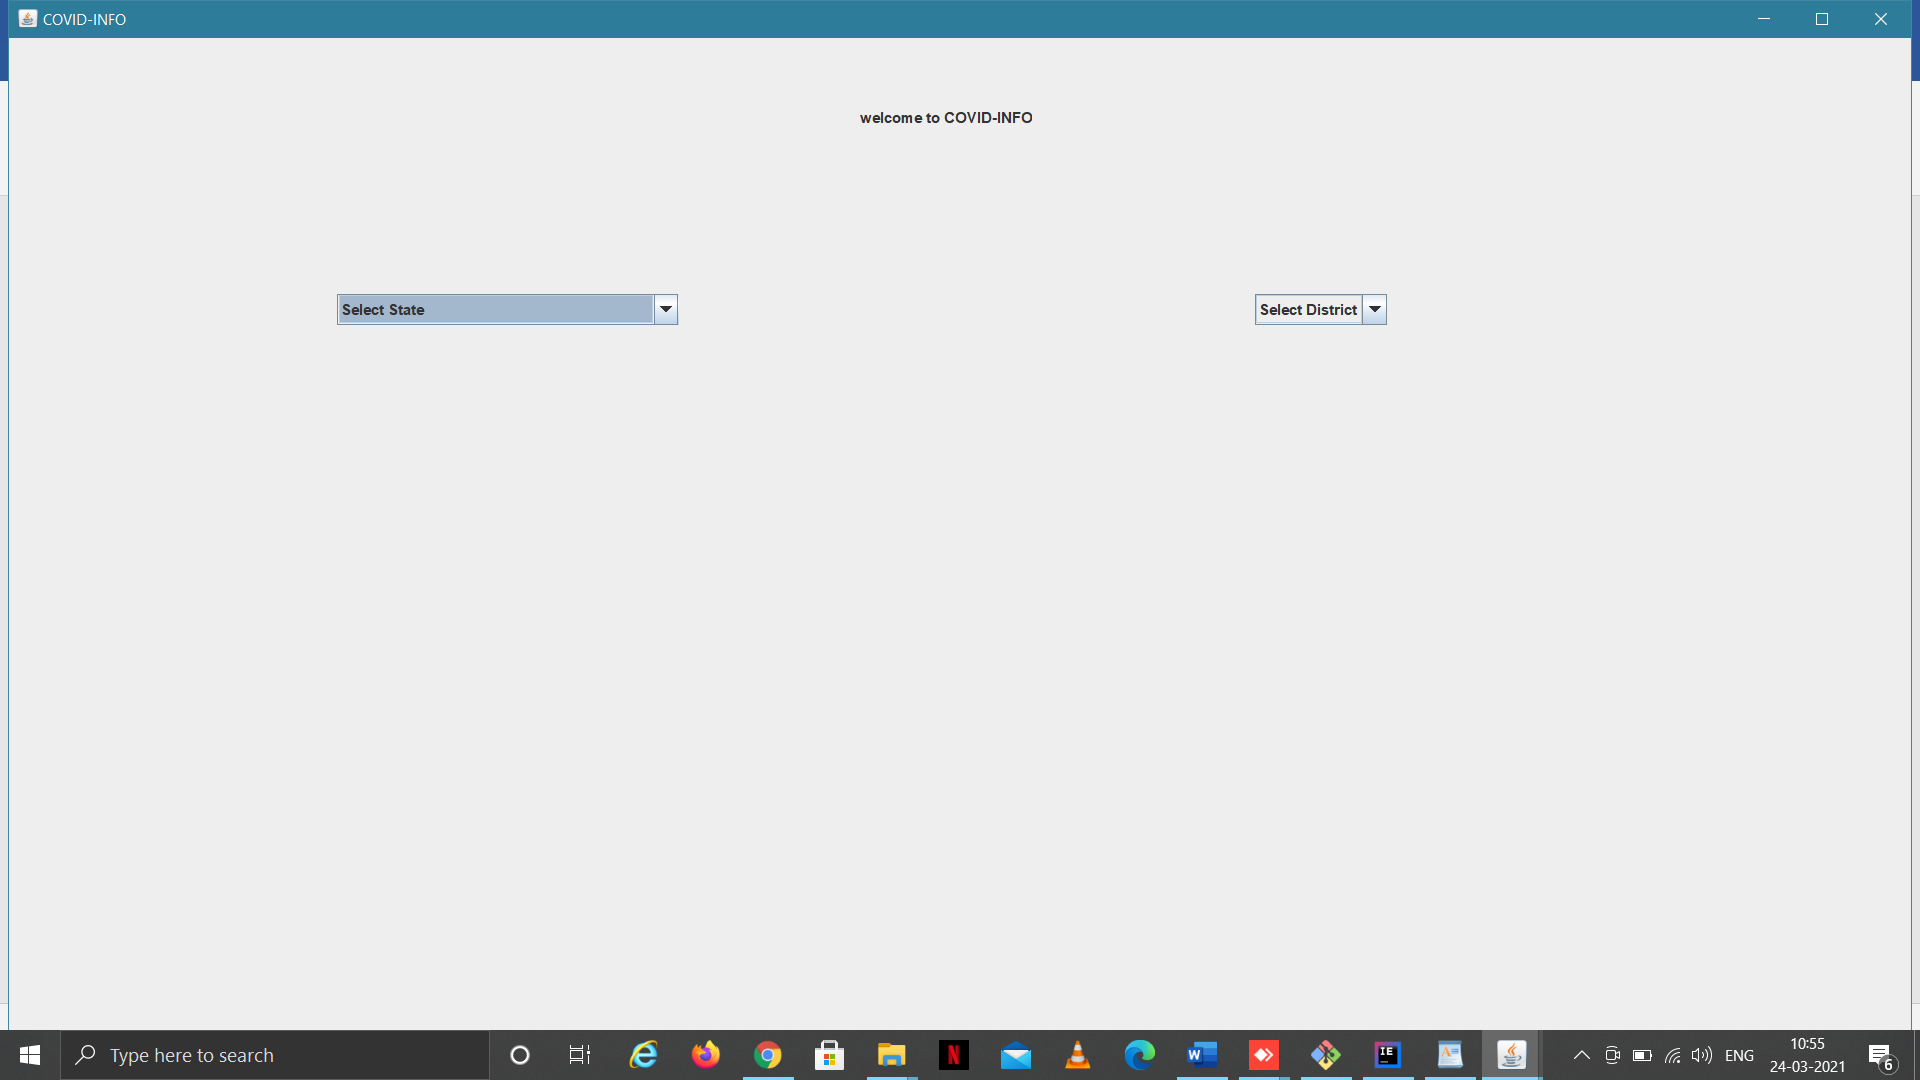 COVID-INFO
welcome to COVID-INFO
Select State
Select District
Type here to search
ENG
10:55
24-03-2021
6